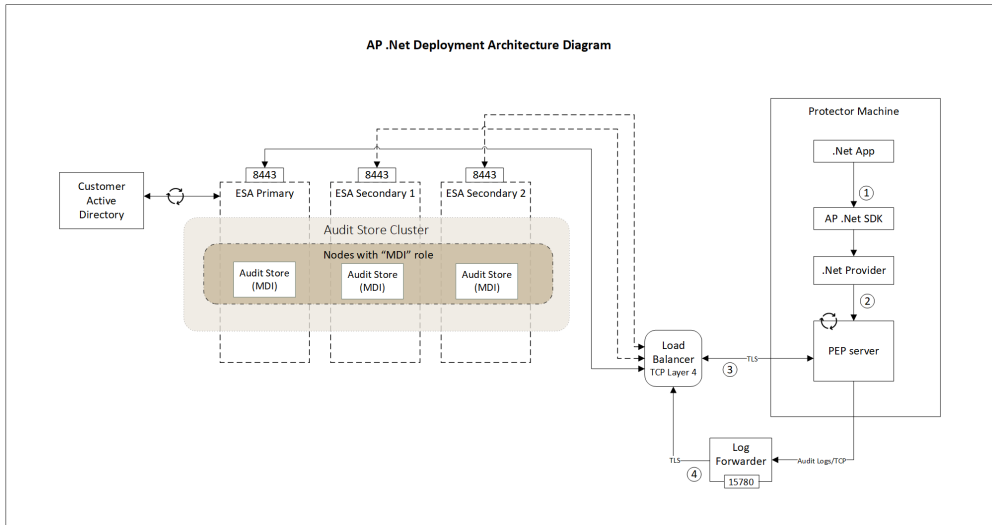 AP .Net Deployment Architecture Diagram
Protector Machine
.Net App
8443
8443
8443
Customer
Active
Directory
ESA Primary
ESA Secondary 1
ESA Secondary 2
1
AP .Net SDK
Audit Store Cluster
Nodes with “MDI” role
Audit Store
(MDI)
Audit Store
(MDI)
Audit Store
(MDI)
.Net Provider
2
Load
Balancer
TCP Layer 4
TLS
3
PEP server
Log
Forwarder
15780
TLS
4
Audit Logs/TCP